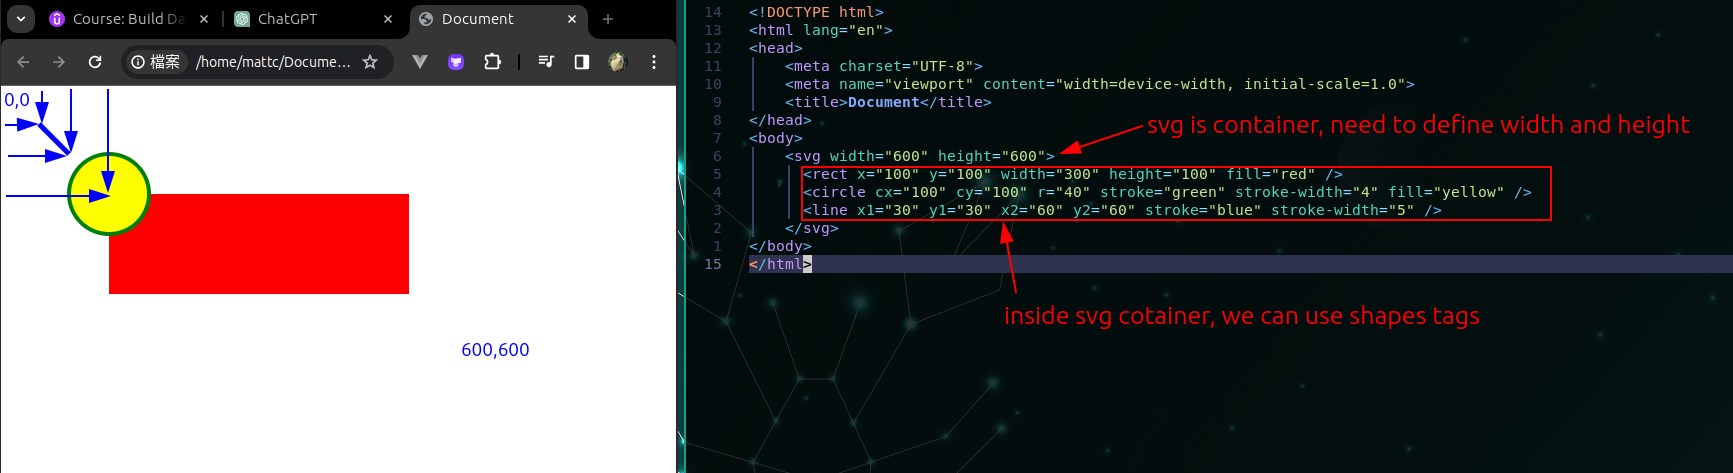 Course: Build Da
ChatGPT
Document
檔案
/home/mattc/Docume...
0,0
600,600
14 <!DOCTYPE html>
13 <html lang="en">
12 <head>
11 <meta charset="UTF-8">
10 <meta name="viewport" content="width=device-width, initial-scale=1.0">
9 <title>Document</title>
8 </head>
7 <body>
svg is container, need to define width and height
6 <svg width="600" height="600">
5 <rect x="100" y="100" width="300" height="100" fill="red" />
4 <circle cx="100" cy="100" r="40" stroke="green" stroke-width="4" fill="yellow" />
3 <line x1="30" y1="30" x2="60" y2="60" stroke="blue" stroke-width="5" />
2 </svg>
1 </body>
15 </html>
inside svg cotainer, we can use shapes tags